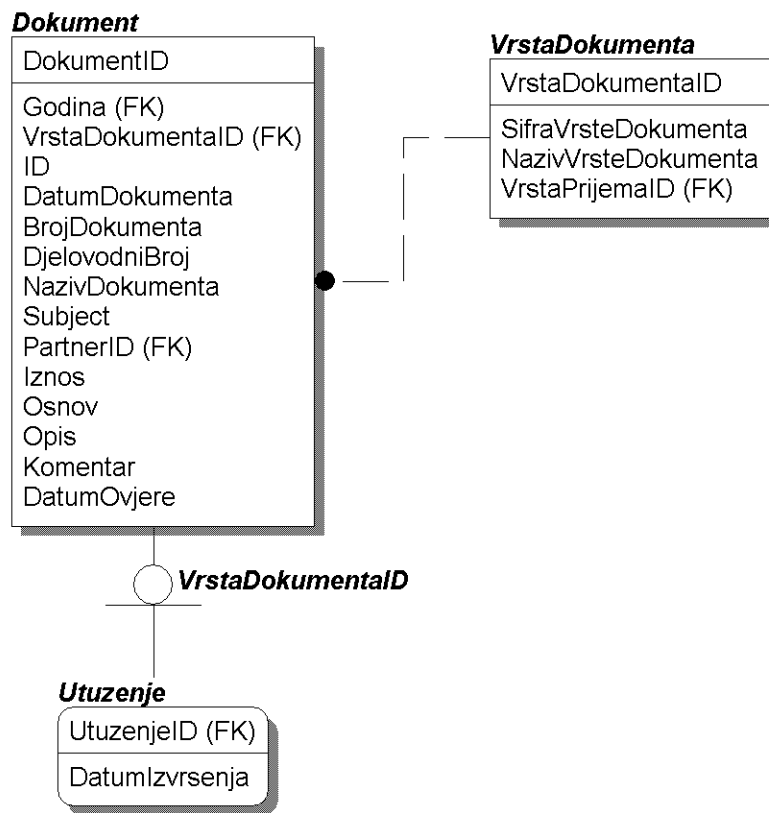 Dokument
DokumentID
Godina (FK)
VrstaDokumentaID (FK)
ID
DatumDokumenta
BrojDokumenta
DjelovodniBroj
NazivDokumenta
Subject
PartnerID (FK)
Iznos
Osnov
Opis
Komentar
DatumOvjere
VrstaDokumenta
VrstaDokumentaID
SifraVrsteDokumenta
NazivVrsteDokumenta
VrstaPrijemaID (FK)
VrstaDokumentaID
Utuzenje
UtuzenjeID (FK)
DatumIzvrsenja